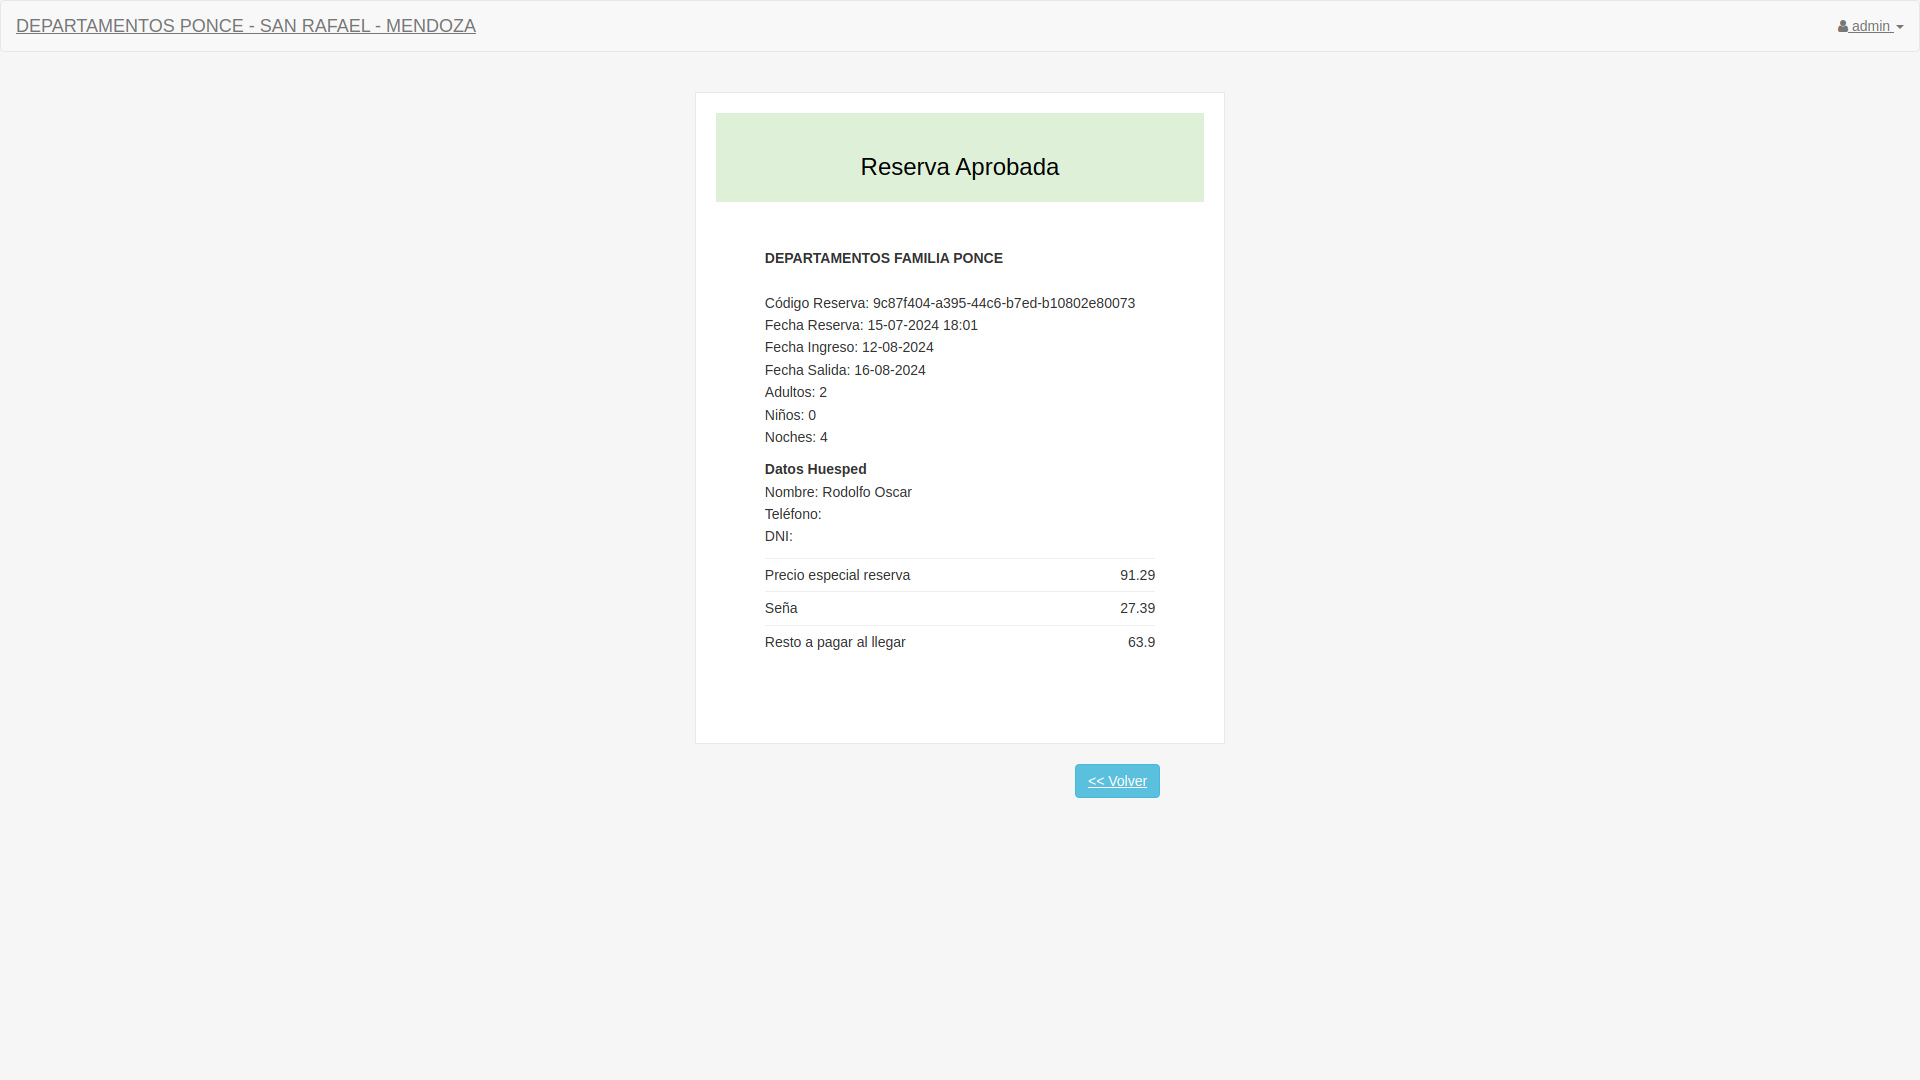 DEPARTAMENTOS PONCE - SAN RAFAEL - MENDOZA
admin
Reserva Aprobada
DEPARTAMENTOS FAMILIA PONCE
Código Reserva: 9c87f404-a395-44c6-b7ed-b10802e80073
Fecha Reserva: 15-07-2024 18:01
Fecha Ingreso: 12-08-2024
Fecha Salida: 16-08-2024
Adultos: 2
Niños: 0
Noches: 4
Datos Huesped
Nombre: Rodolfo Oscar
Teléfono:
DNI:
Precio especial reserva 91.29
Seña 27.39
Resto a pagar al llegar 63.9
<< Volver